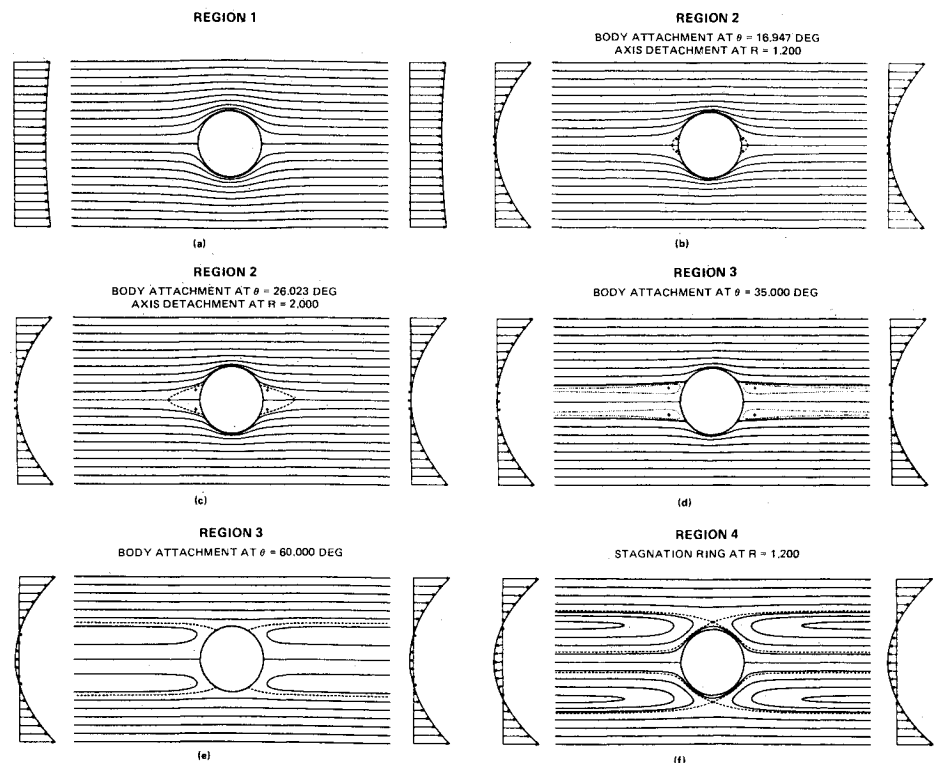 REGION 1
(a)
REGION 2
BODY ATTACHMENT AT θ = 16.947 DEG
AXIS DETACHMENT AT R = 1.200
(b)
REGION 2
BODY ATTACHMENT AT θ = 26.023 DEG
AXIS DETACHMENT AT R = 2.000
(c)
REGION 3
BODY ATTACHMENT AT θ = 35.000 DEG
(d)
REGION 3
BODY ATTACHMENT AT θ = 60.000 DEG
(e)
REGION 4
STAGNATION RING AT R = 1.200
(f)